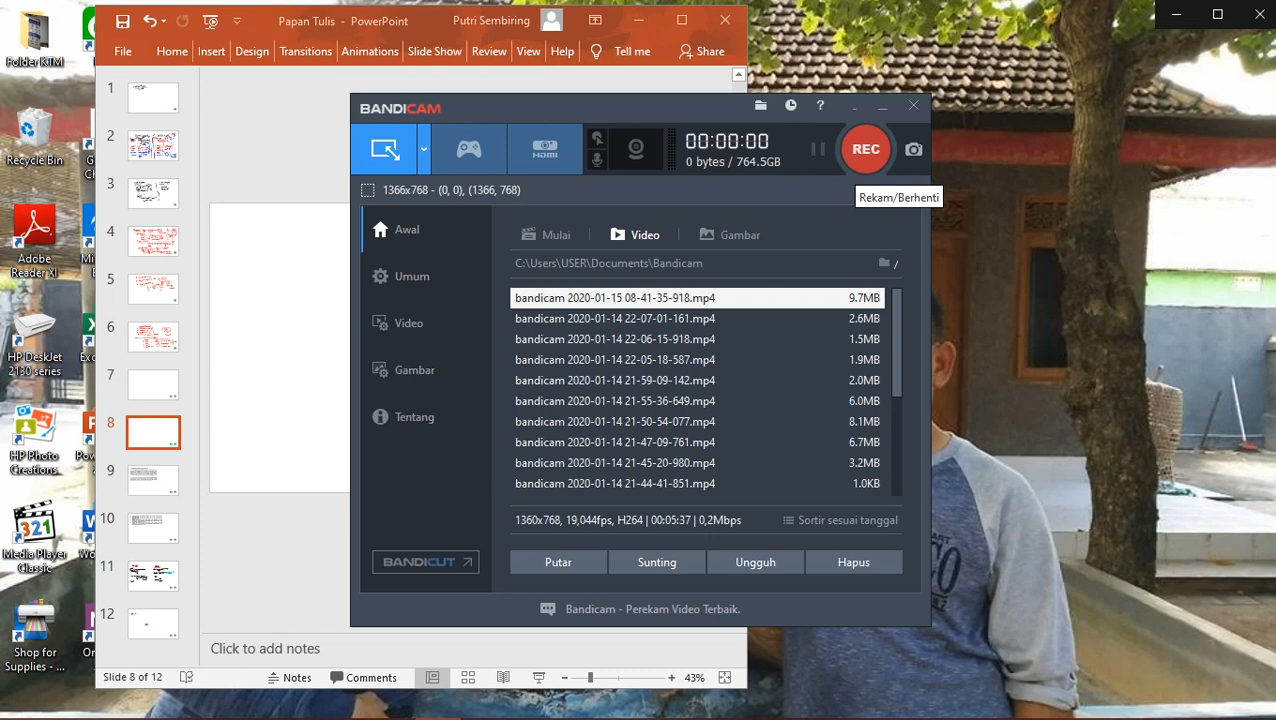 Papan Tulis - PowerPoint
Putri Sembiring
File Home Insert Design Transitions Animations Slide Show Review View Help Tell me Share
Folder KTM
Recycle Bin
Adobe
Reader XI
HP DeskJet
2130 series
HP Photo
Creations
Media Player
Classic
Shop for
Supplies - ...
1
2
3
4
5
6
7
8
9
10
11
12
BANDICAM
HDMI
00:00:00
0 bytes / 764.5GB
REC
1366x768 - (0, 0), (1366, 768)
Rekam/Berhenti
Awal
Umum
Video
Gambar
Tentang
BANDICUT
Mulai Video Gambar
C:\Users\USER\Documents\Bandicam /
bandicam 2020-01-15 08-41-35-918.mp4 9.7MB
bandicam 2020-01-14 22-07-01-161.mp4 2.6MB
bandicam 2020-01-14 22-06-15-918.mp4 1.5MB
bandicam 2020-01-14 22-05-18-587.mp4 1.9MB
bandicam 2020-01-14 21-59-09-142.mp4 2.0MB
bandicam 2020-01-14 21-55-36-649.mp4 6.0MB
bandicam 2020-01-14 21-50-54-077.mp4 8.1MB
bandicam 2020-01-14 21-47-09-761.mp4 6.7MB
bandicam 2020-01-14 21-45-20-980.mp4 3.2MB
bandicam 2020-01-14 21-44-41-851.mp4 1.0KB
1360x768, 19,044fps, H264 | 00:05:37 | 0,2Mbps Sortir sesuai tanggal
Putar Sunting Ungguh Hapus
Bandicam - Perekam Video Terbaik.
Click to add notes
Slide 8 of 12 Notes Comments 43%